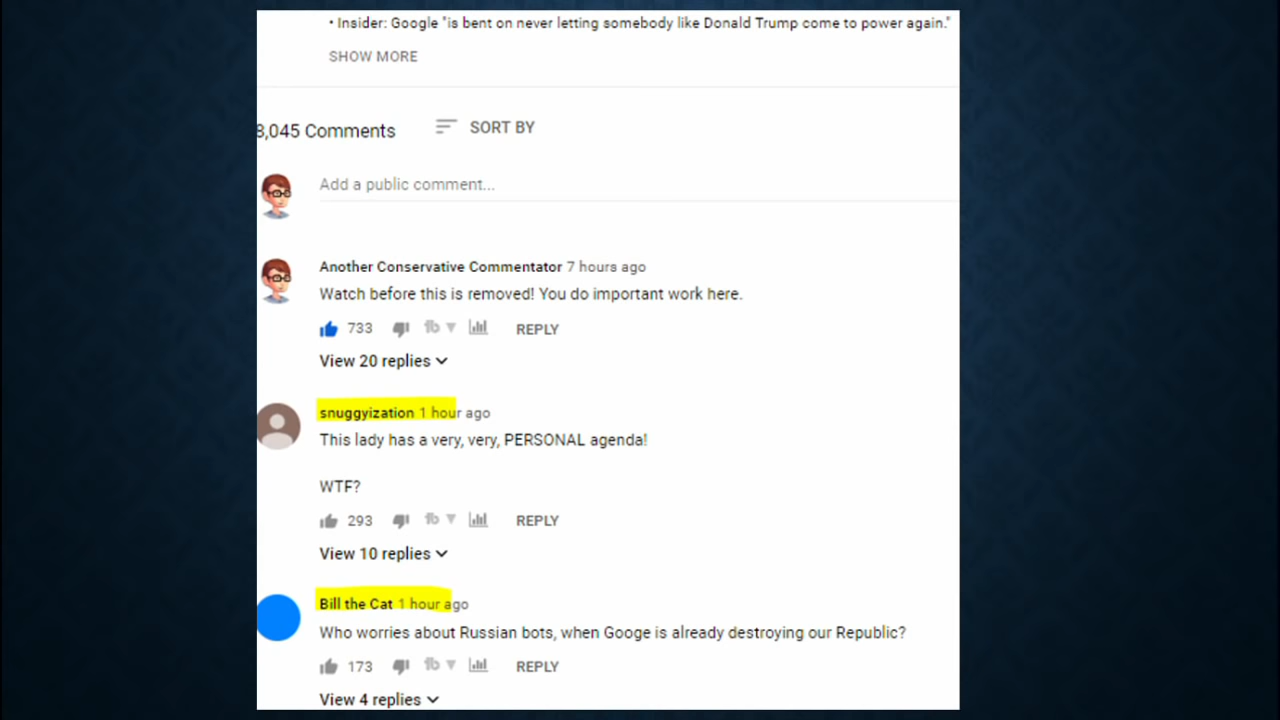 • Insider: Google "is bent on never letting somebody like Donald Trump come to power again."
SHOW MORE
8,045 Comments
SORT BY
Add a public comment...
Another Conservative Commentator 7 hours ago
Watch before this is removed! You do important work here.
733 REPLY
View 20 replies
snuggyization 1 hour ago
This lady has a very, very, PERSONAL agenda!
WTF?
293 REPLY
View 10 replies
Bill the Cat 1 hour ago
Who worries about Russian bots, when Googe is already destroying our Republic?
173 REPLY
View 4 replies